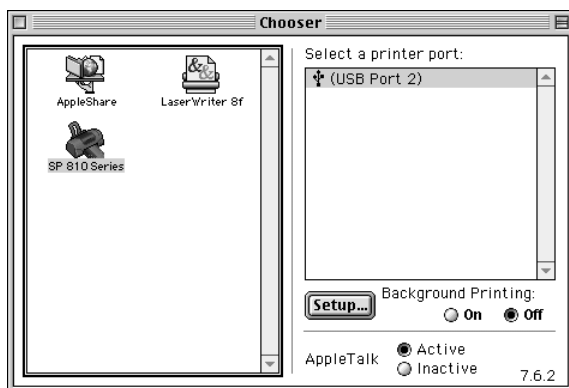 Chooser
AppleShare
LaserWriter 8f
SP 810 Series
Select a printer port:
(USB Port 2)
Setup...
Background Printing:
On
Off
AppleTalk
Active
Inactive
7.6.2